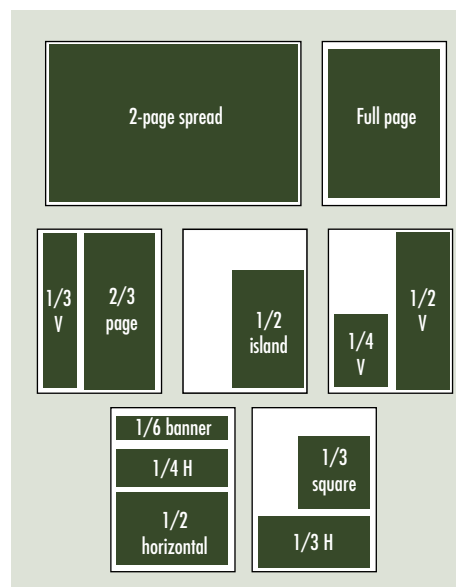 2-page spread
Full page
1/3
V
2/3
page
1/2
island
1/4
V
1/2
V
1/6 banner
1/4 H
1/2
horizontal
1/3
square
1/3 H